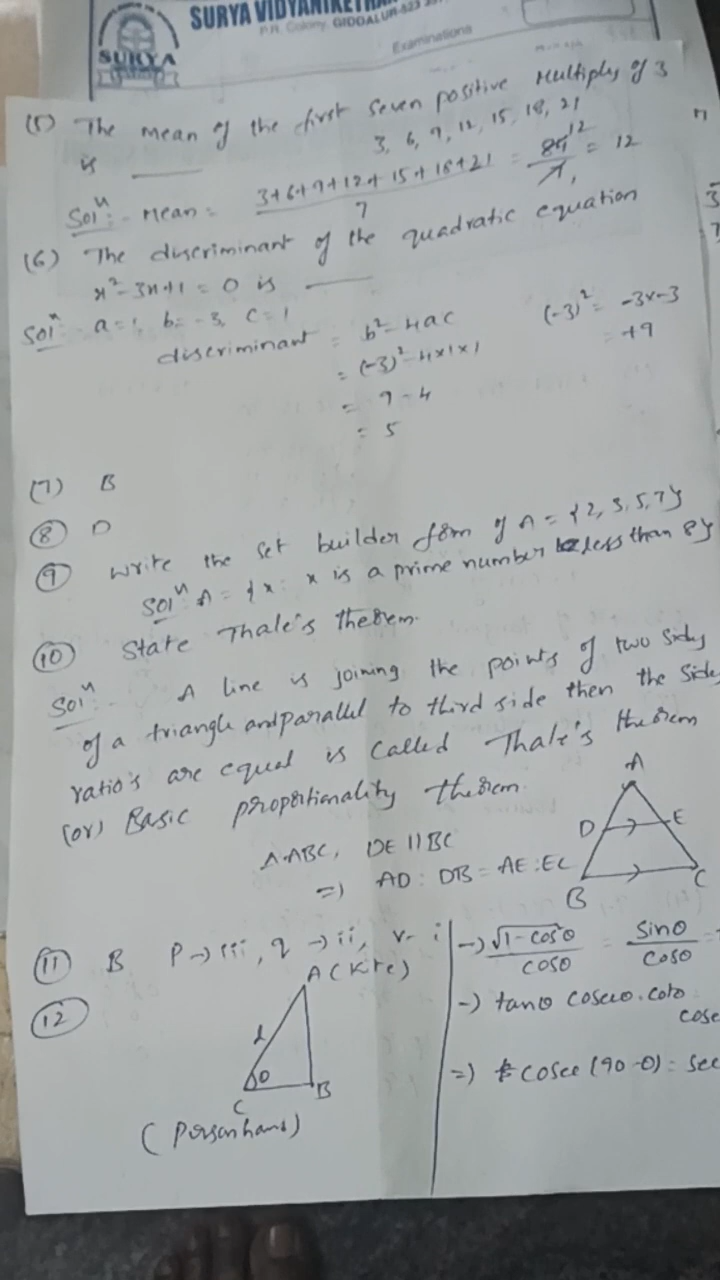 SURYA VIDYANIKETHAN
P.R. Colony, GIDDALUR-523
Examinations
SURYA
(5) The mean of the first seven positive multiply of 3
is ____ 3, 6, 9, 12, 15, 18, 21
Solⁿ:- Mean = 3+6+9+12+15+18+21 / 7 = 84 12 / 7 1 = 12
(6) The discriminant of the quadratic equation
x²-3x+1 = 0 is ____
Solⁿ:- a=1, b=-3, c=1
discriminant = b²-4ac (-3)² = -3x-3
= (-3)²-4x1x1 = +9
= 9-4
= 5
(7) B
(8) D
(9) Write the set builder form of A = {2, 3, 5, 7}
Solⁿ: A = {x: x is a prime number less than 8}
(10) State Thale's theorem.
Solⁿ:- A line is joining the points of two sides
of a triangle and parallel to third side then the side
ratio's are equal is called Thale's theorem
(or) Basic proportionality theorem.
A
D E
B C
Δ ABC, DE || BC
=) AD : DB = AE : EC
(11) B P→iii, q→ii, r-i
(12)
A (Kite)
l
θ
C B
(Person hand)
→ √1-cos²θ / cosθ = sinθ / cosθ =
→ tanθ cosecθ. cotθ
=) cosec (90-θ) = sec